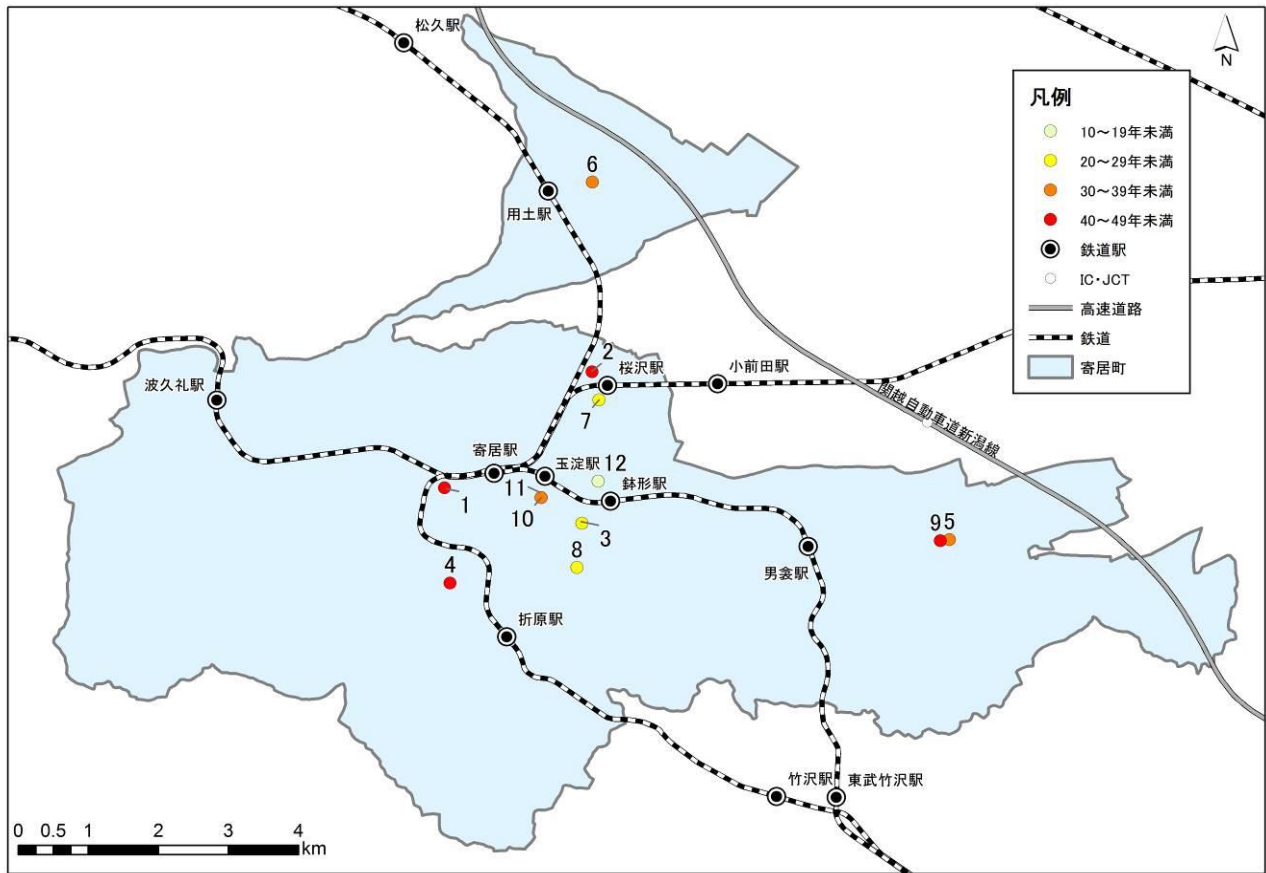 松久駅
N
凡例
10～19年未満
20～29年未満
30～39年未満
40～49年未満
鉄道駅
IC・JCT
高速道路
鉄道
寄居町
6
用土駅
2
桜沢駅
小前田駅
波久礼駅
7
関越自動車道新潟線
寄居駅
玉淀駅
12
鉢形駅
1
11
10
3
95
8
男衾駅
4
折原駅
竹沢駅
東武竹沢駅
0 0.5 1 2 3 4
km